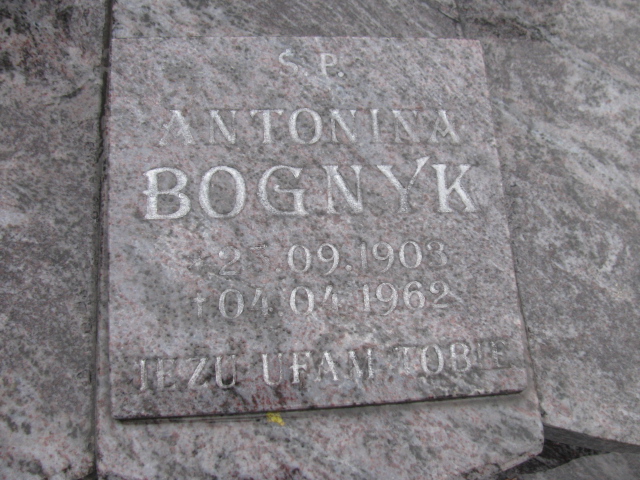 Ś. P.
ANTONINA
BOGNYK
.09.1903
† 04.04.1962
JEZU UFAM TOBIE